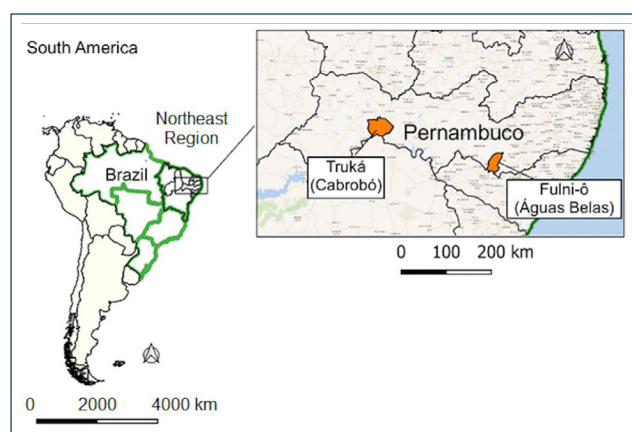 South America
Northeast
Region
Brazil
0 2000 4000 km
Pernambuco
Truká
(Cabrobó)
Fulni-ô
(Águas Belas)
0 100 200 km